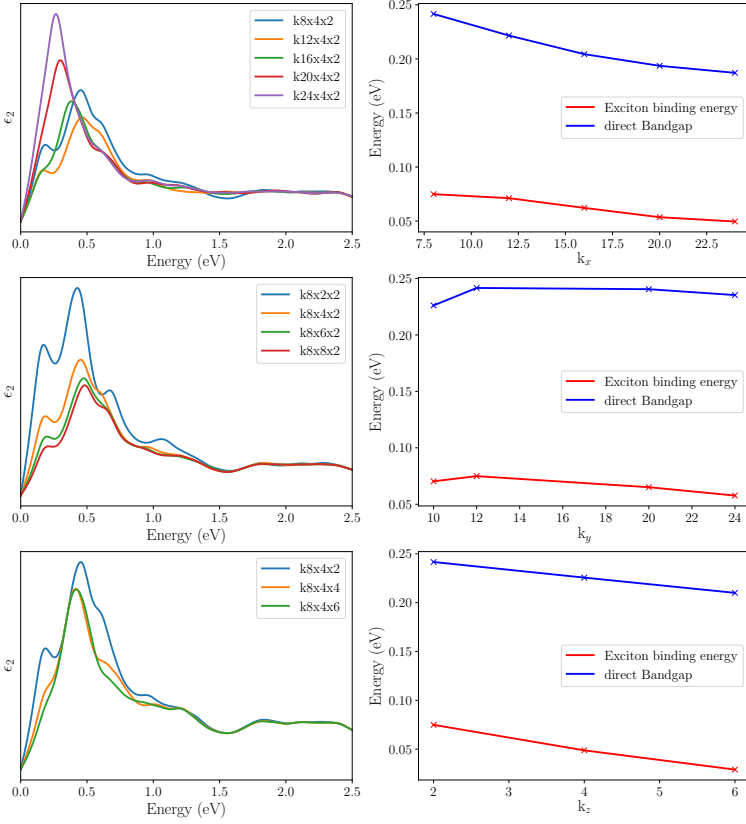 k8x4x2
k12x4x2
k16x4x2
k20x4x2
k24x4x2
ϵ₂
0.0 0.5 1.0 1.5 2.0 2.5
Energy (eV)
0.25
0.20
0.15
0.10
0.05
Energy (eV)
Exciton binding energy
direct Bandgap
7.5 10.0 12.5 15.0 17.5 20.0 22.5
kₓ
k8x2x2
k8x4x2
k8x6x2
k8x8x2
ϵ₂
0.0 0.5 1.0 1.5 2.0 2.5
Energy (eV)
0.25
0.20
0.15
0.10
0.05
Energy (eV)
Exciton binding energy
direct Bandgap
10 12 14 16 18 20 22 24
k_y
k8x4x2
k8x4x4
k8x4x6
ϵ₂
0.0 0.5 1.0 1.5 2.0 2.5
Energy (eV)
0.25
0.20
0.15
0.10
0.05
Energy (eV)
Exciton binding energy
direct Bandgap
2 3 4 5 6
k_z